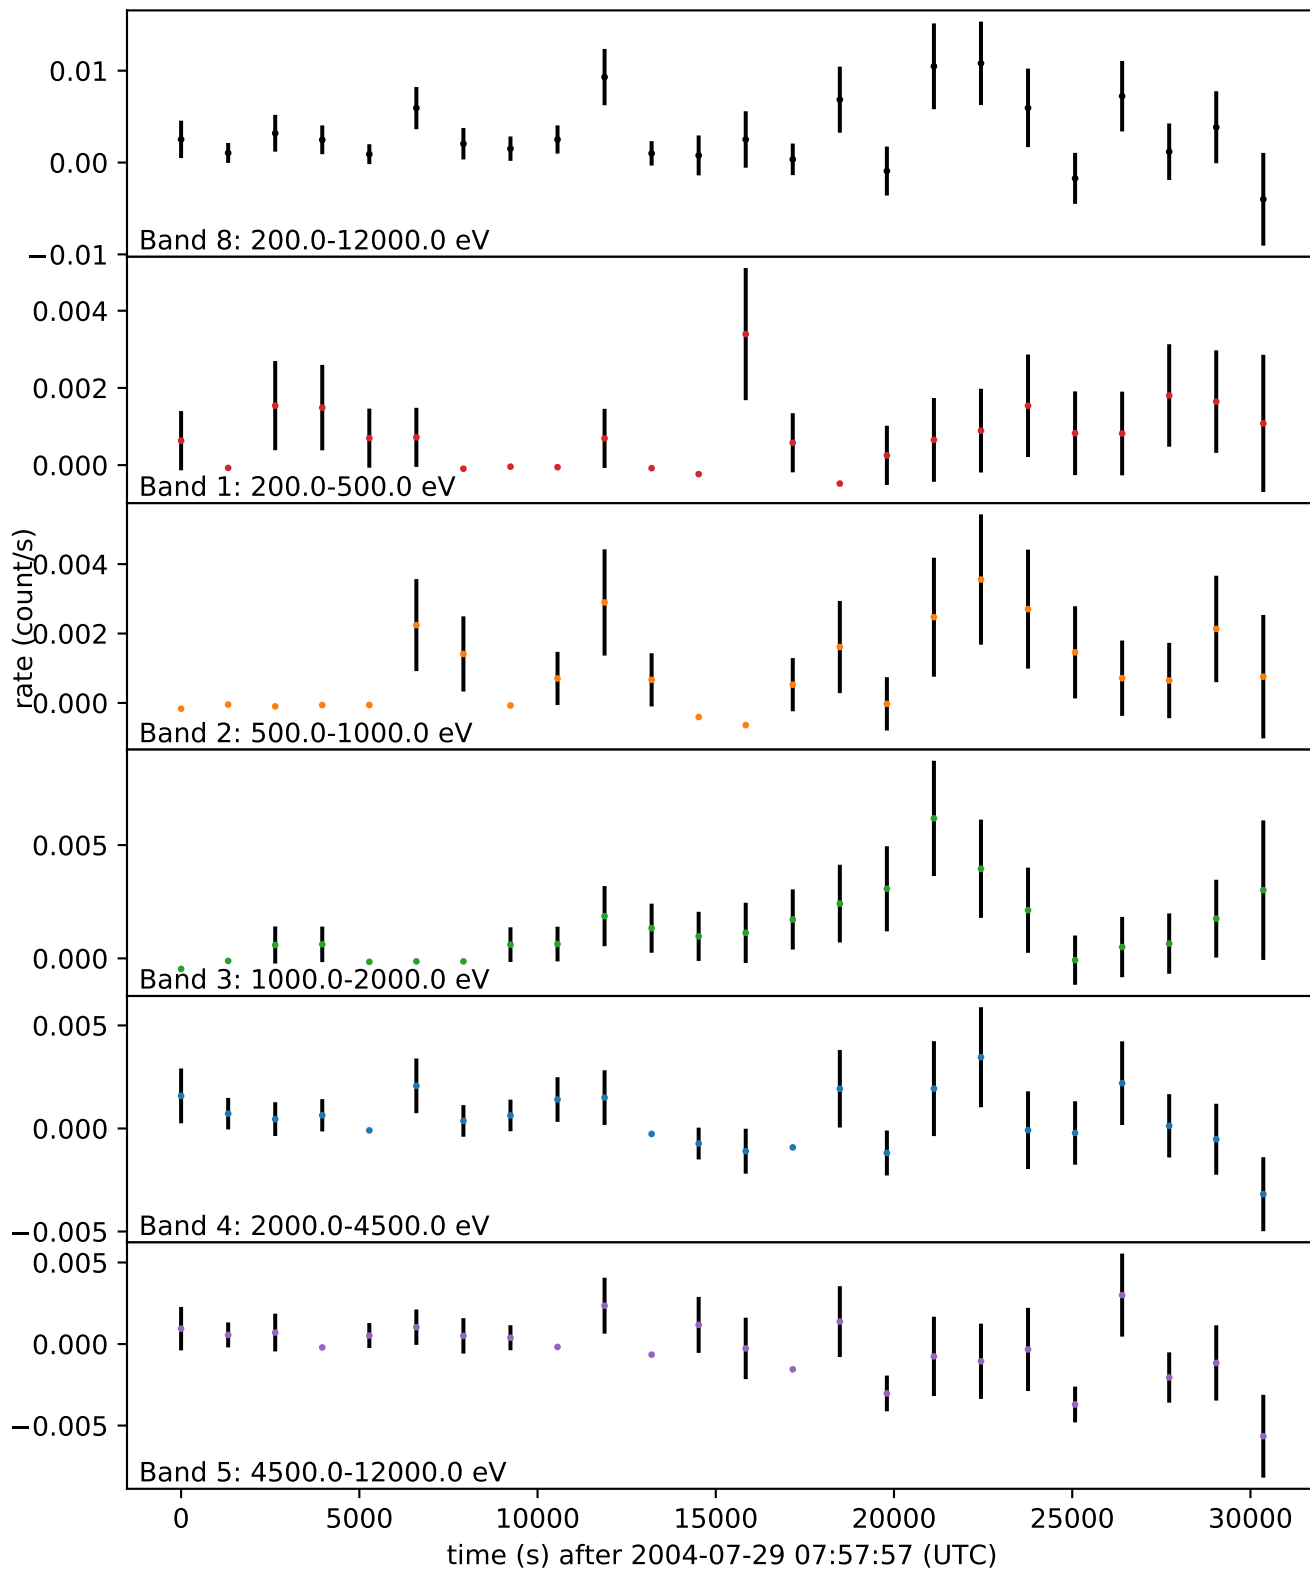 0.01
0.00
−0.01
Band 8: 200.0-12000.0 eV
0.004
0.002
0.000
Band 1: 200.0-500.0 eV
rate (count/s)
0.004
0.002
0.000
Band 2: 500.0-1000.0 eV
0.005
0.000
Band 3: 1000.0-2000.0 eV
0.005
0.000
−0.005
Band 4: 2000.0-4500.0 eV
0.005
0.000
−0.005
Band 5: 4500.0-12000.0 eV
0 5000 10000 15000 20000 25000 30000
time (s) after 2004-07-29 07:57:57 (UTC)